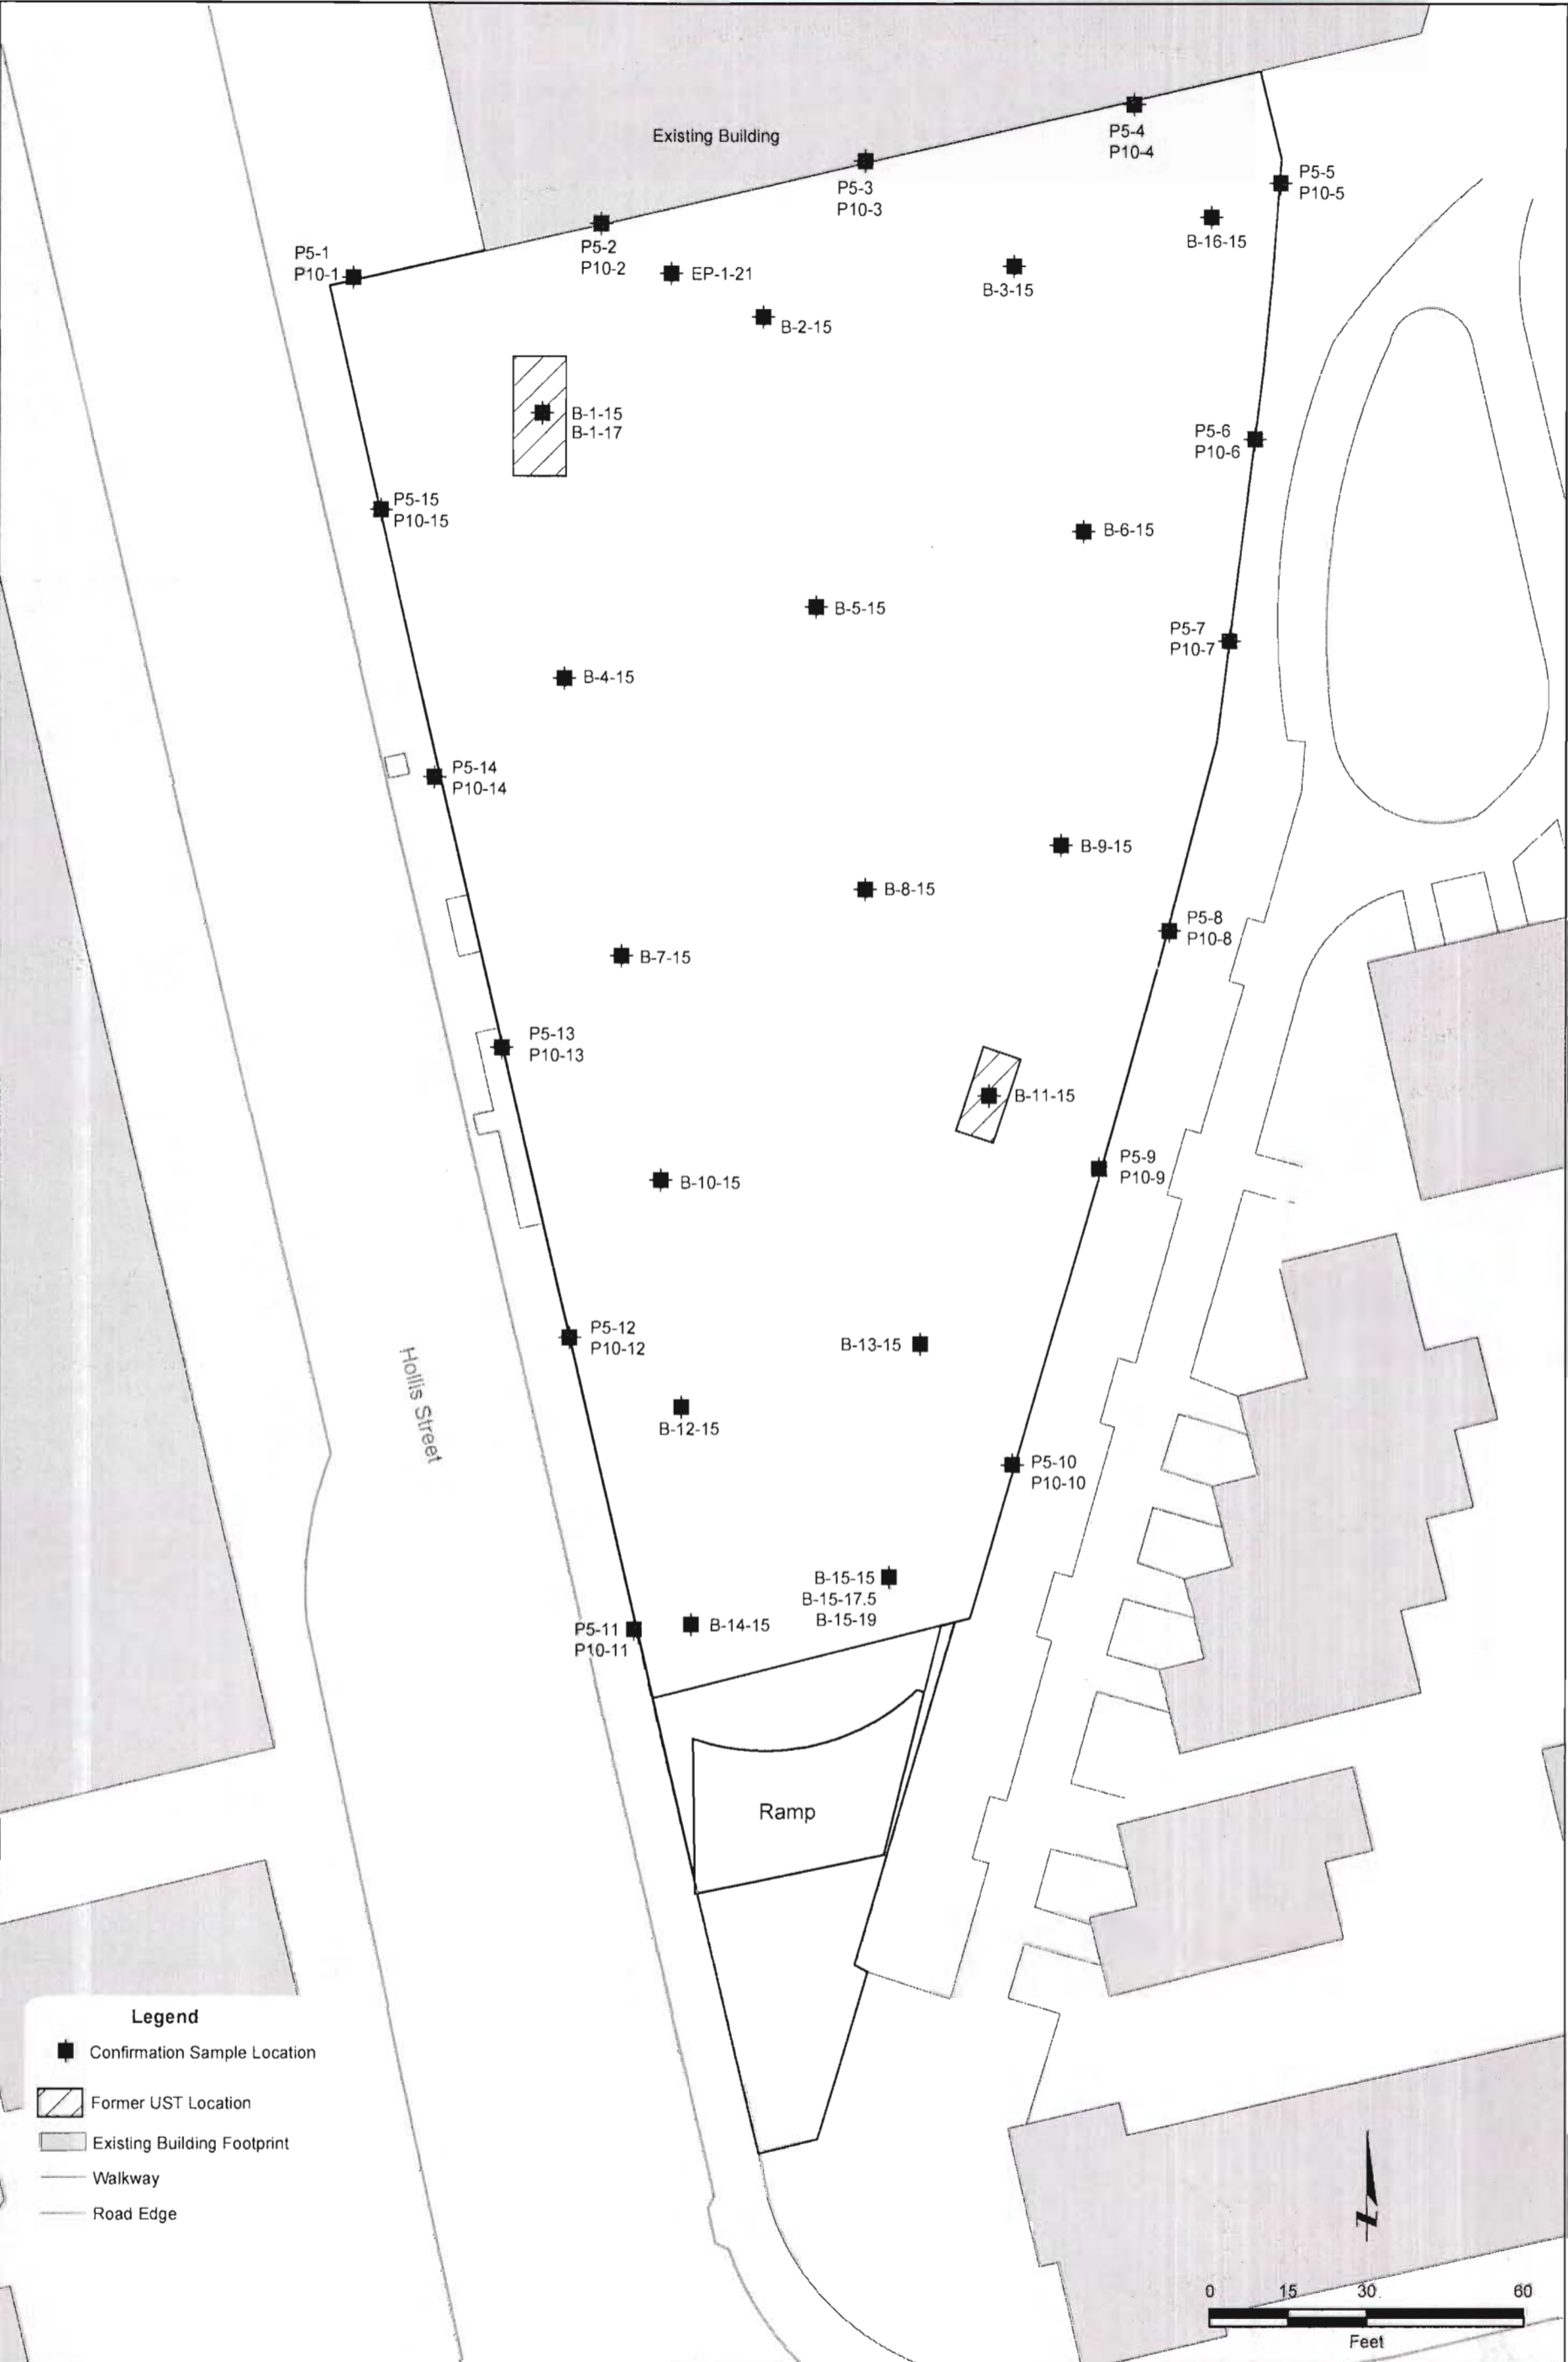 Existing Building
P5-4
P10-4
P5-3
P10-3
P5-5
P10-5
P5-2
P10-2
P5-1
P10-1
B-16-15
EP-1-21
B-3-15
B-2-15
B-1-15
B-1-17
P5-6
P10-6
P5-15
P10-15
B-6-15
B-5-15
P5-7
P10-7
B-4-15
P5-14
P10-14
B-9-15
B-8-15
P5-8
P10-8
B-7-15
P5-13
P10-13
B-11-15
P5-9
P10-9
B-10-15
P5-12
P10-12
B-13-15
Hollis Street
B-12-15
P5-10
P10-10
B-15-15
B-15-17.5
B-15-19
P5-11
P10-11
B-14-15
Ramp
Legend
Confirmation Sample Location
Former UST Location
Existing Building Footprint
Walkway
Road Edge
N
0 15 30 60
Feet